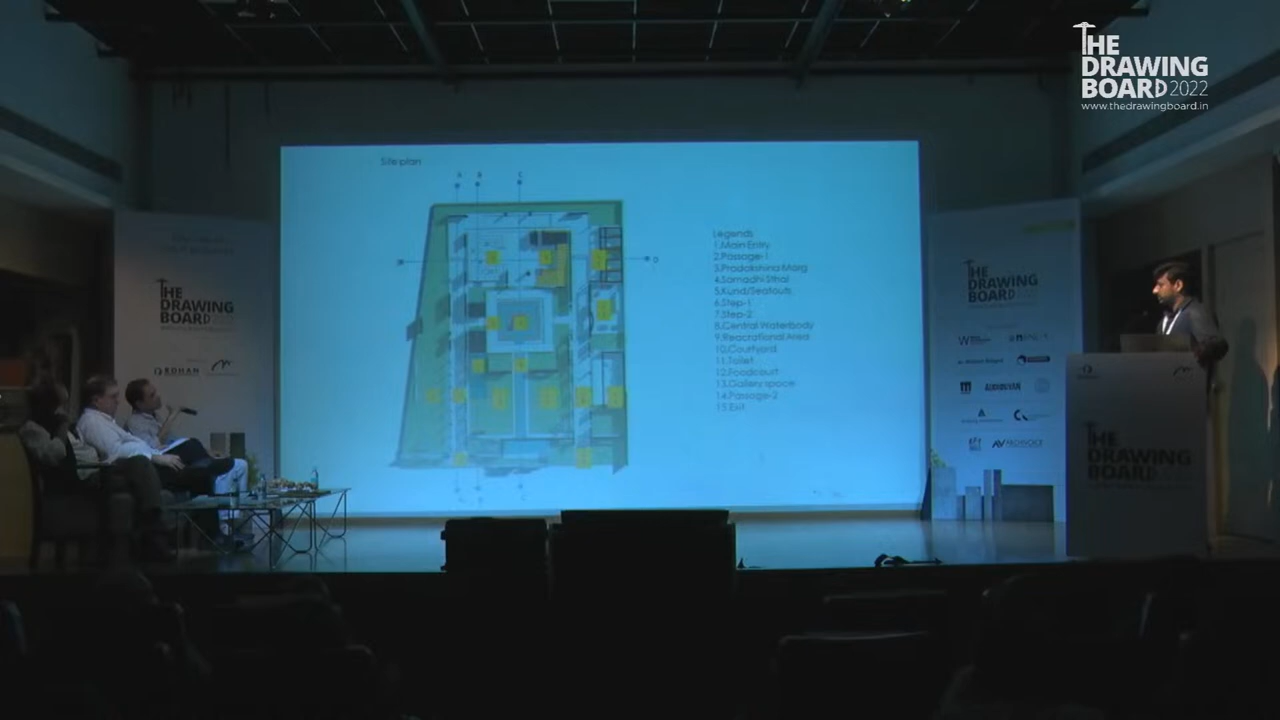 THE
DRAWING
BOARD 2022
www.thedrawingboard.in
Site plan
A B C
D
Legends
1.Main Entry
2.Passage-1
3.Pradakshina Marg
4.Samadhi Sthal
5.Kund/Seatouts
6.Step-1
7.Step-2
8.Central Waterbody
9.Reacrational Area
10.Courtyard
11.Toilet
12.Foodcourt
13.Gallery space
14.Passage-2
15.Exit
THE
DRAWING
BOARD
ROHAN
THE
DRAWING
BOARD
THE
DRAWING
BOARD